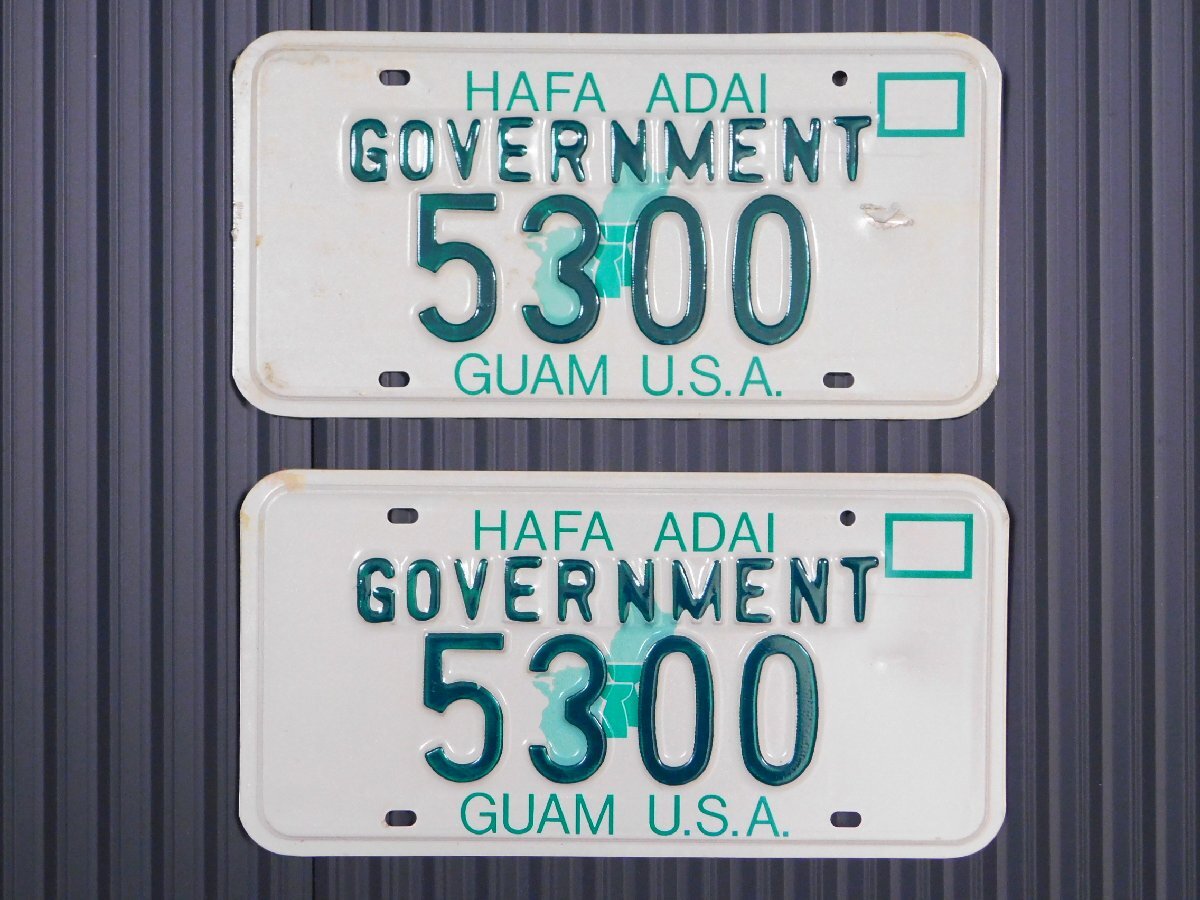 HAFA ADAI
GOVERNMENT
5300
GUAM U.S.A.
HAFA ADAI
GOVERNMENT
5300
GUAM U.S.A.